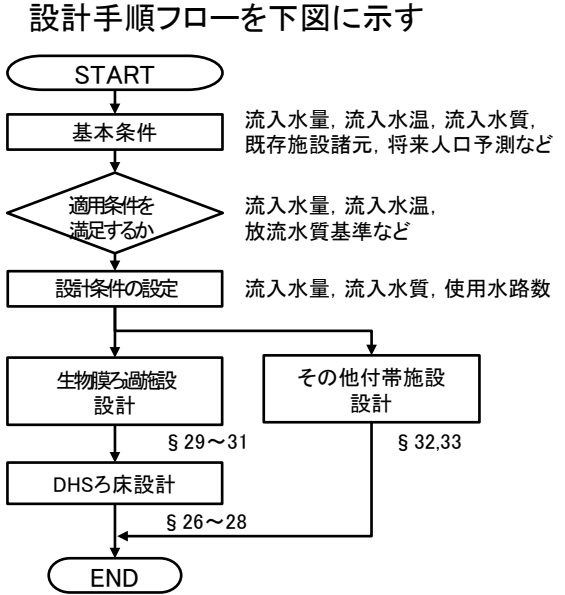 設計手順フローを下図に示す
START
基本条件
流入水量, 流入水温, 流入水質,
既存施設諸元, 将来人口予測など
適用条件を
満足するか
流入水量, 流入水温,
放流水質基準など
設計条件の設定
流入水量, 流入水質, 使用水路数
生物膜ろ過施設
設計
その他付帯施設
設計
§29～31
§32,33
DHSろ床設計
§26～28
END